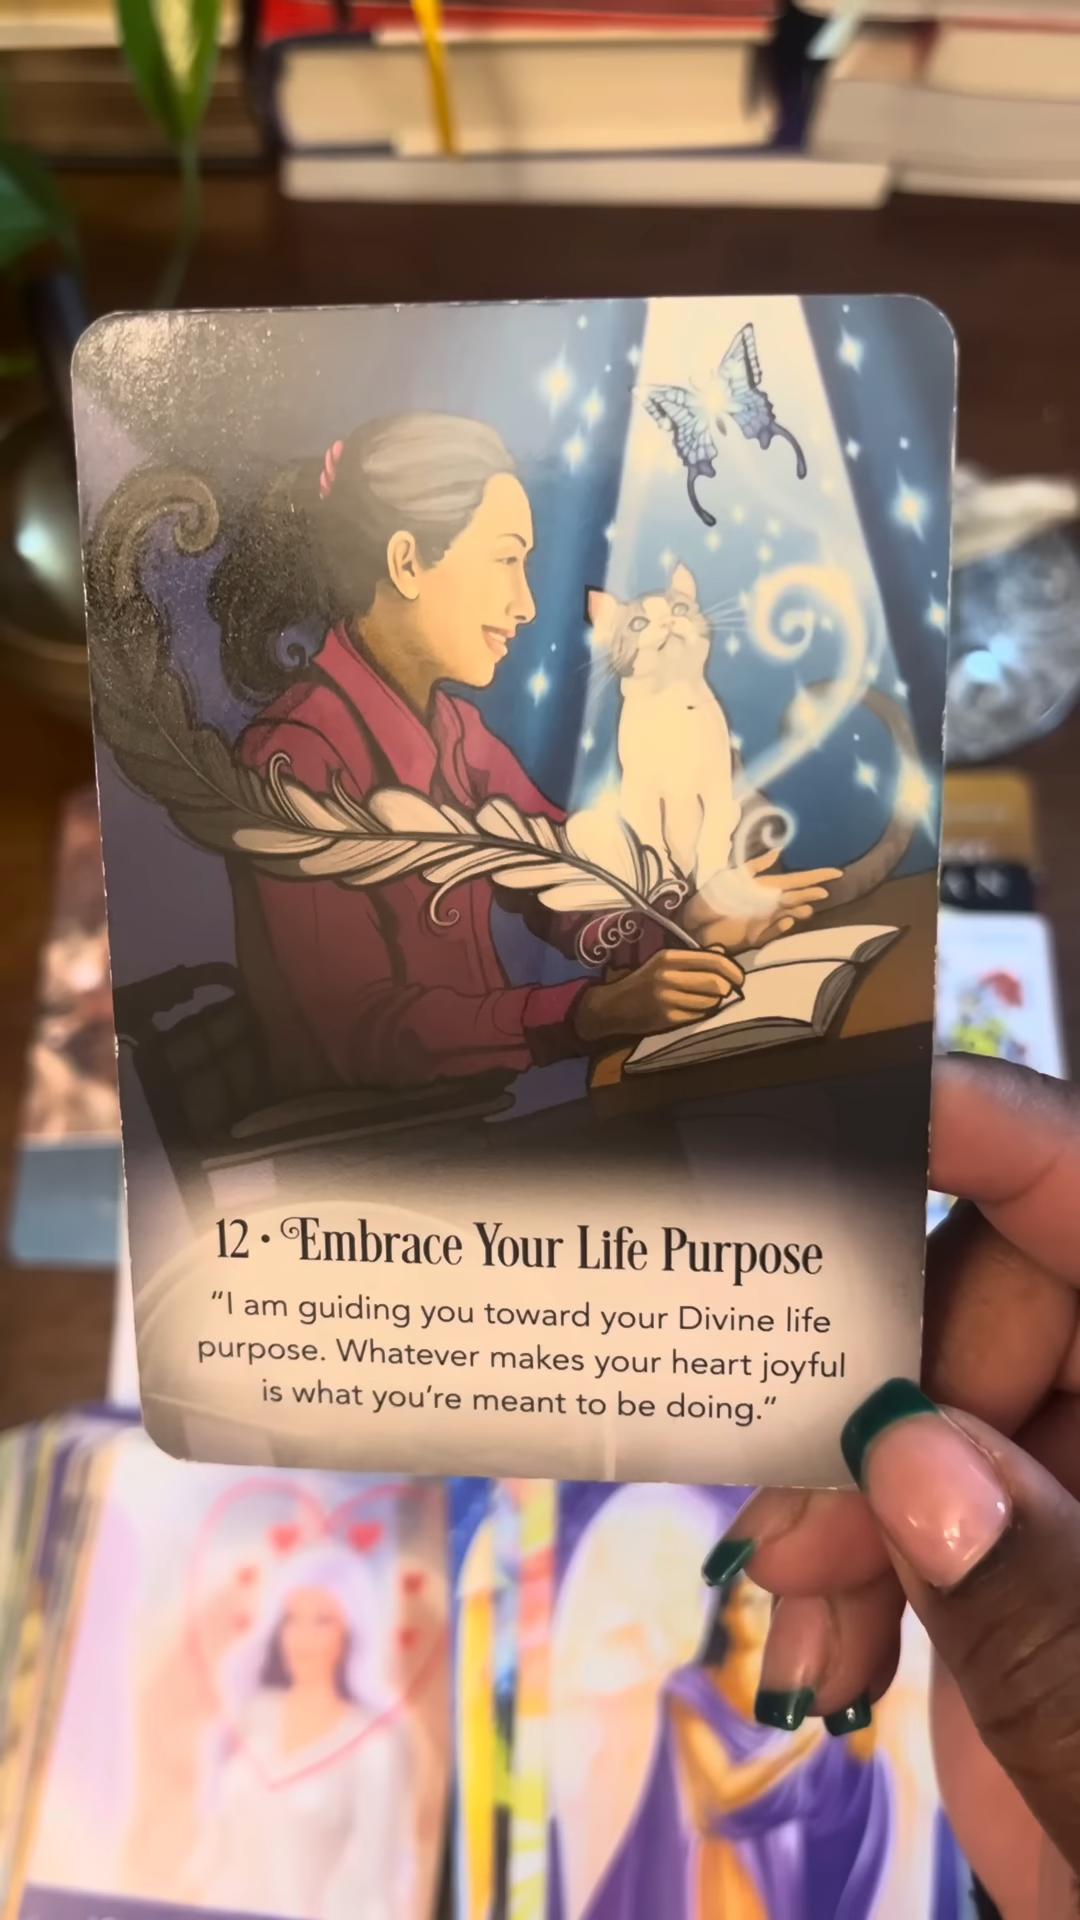 12 · Embrace Your Life Purpose
“I am guiding you toward your Divine life
purpose. Whatever makes your heart joyful
is what you’re meant to be doing.”